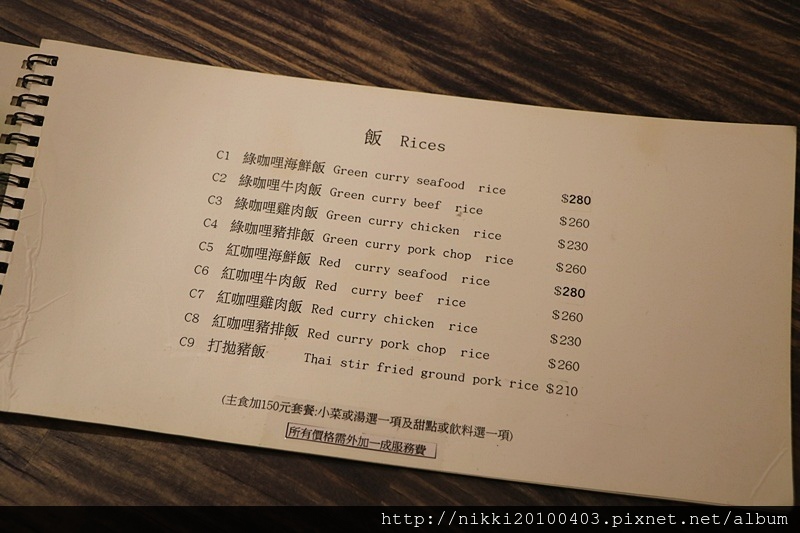 飯 Rices
C1 綠咖哩海鮮飯 Green curry seafood rice $280
C2 綠咖哩牛肉飯 Green curry beef rice $260
C3 綠咖哩雞肉飯 Green curry chicken rice $230
C4 綠咖哩豬排飯 Green curry pork chop rice $260
C5 紅咖哩海鮮飯 Red curry seafood rice $280
C6 紅咖哩牛肉飯 Red curry beef rice $260
C7 紅咖哩雞肉飯 Red curry chicken rice $230
C8 紅咖哩豬排飯 Red curry pork chop rice $260
C9 打拋豬飯 Thai stir fried ground pork rice $210
(主食加150元套餐:小菜或湯選一項及甜點或飲料選一項)
所有價格需外加一成服務費
http://nikki20100403.pixnet.net/album